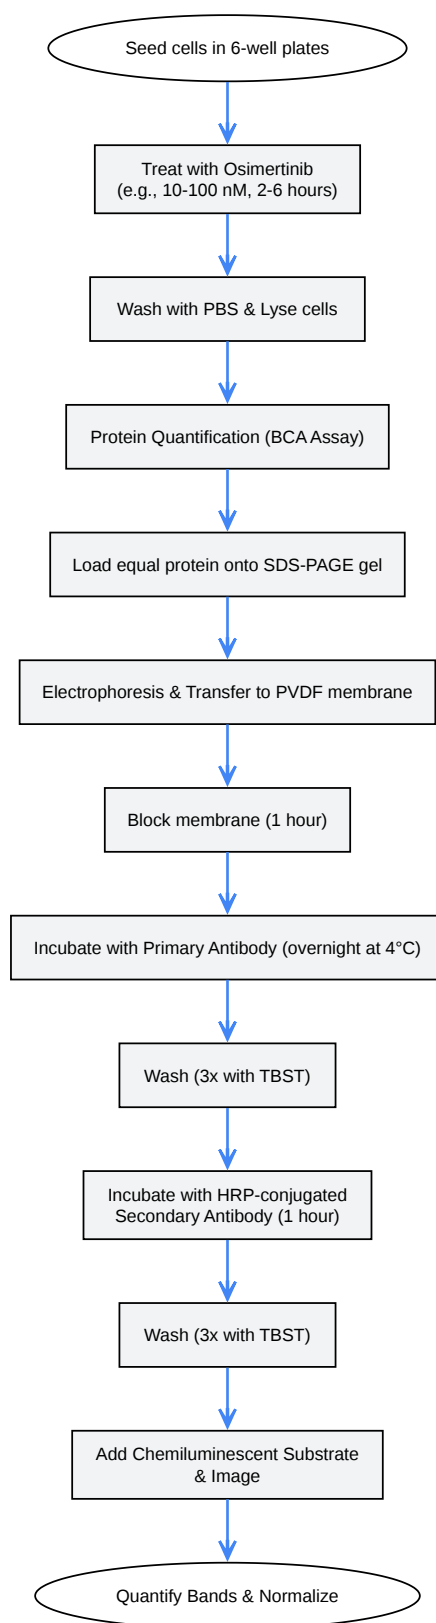 Seed cells in 6-well plates
Treat with Osimertinib
(e.g., 10-100 nM, 2-6 hours)
Wash with PBS & Lyse cells
Protein Quantification (BCA Assay)
Load equal protein onto SDS-PAGE gel
Electrophoresis & Transfer to PVDF membrane
Block membrane (1 hour)
Incubate with Primary Antibody (overnight at 4°C)
Wash (3x with TBST)
Incubate with HRP-conjugated
Secondary Antibody (1 hour)
Wash (3x with TBST)
Add Chemiluminescent Substrate
& Image
Quantify Bands & Normalize